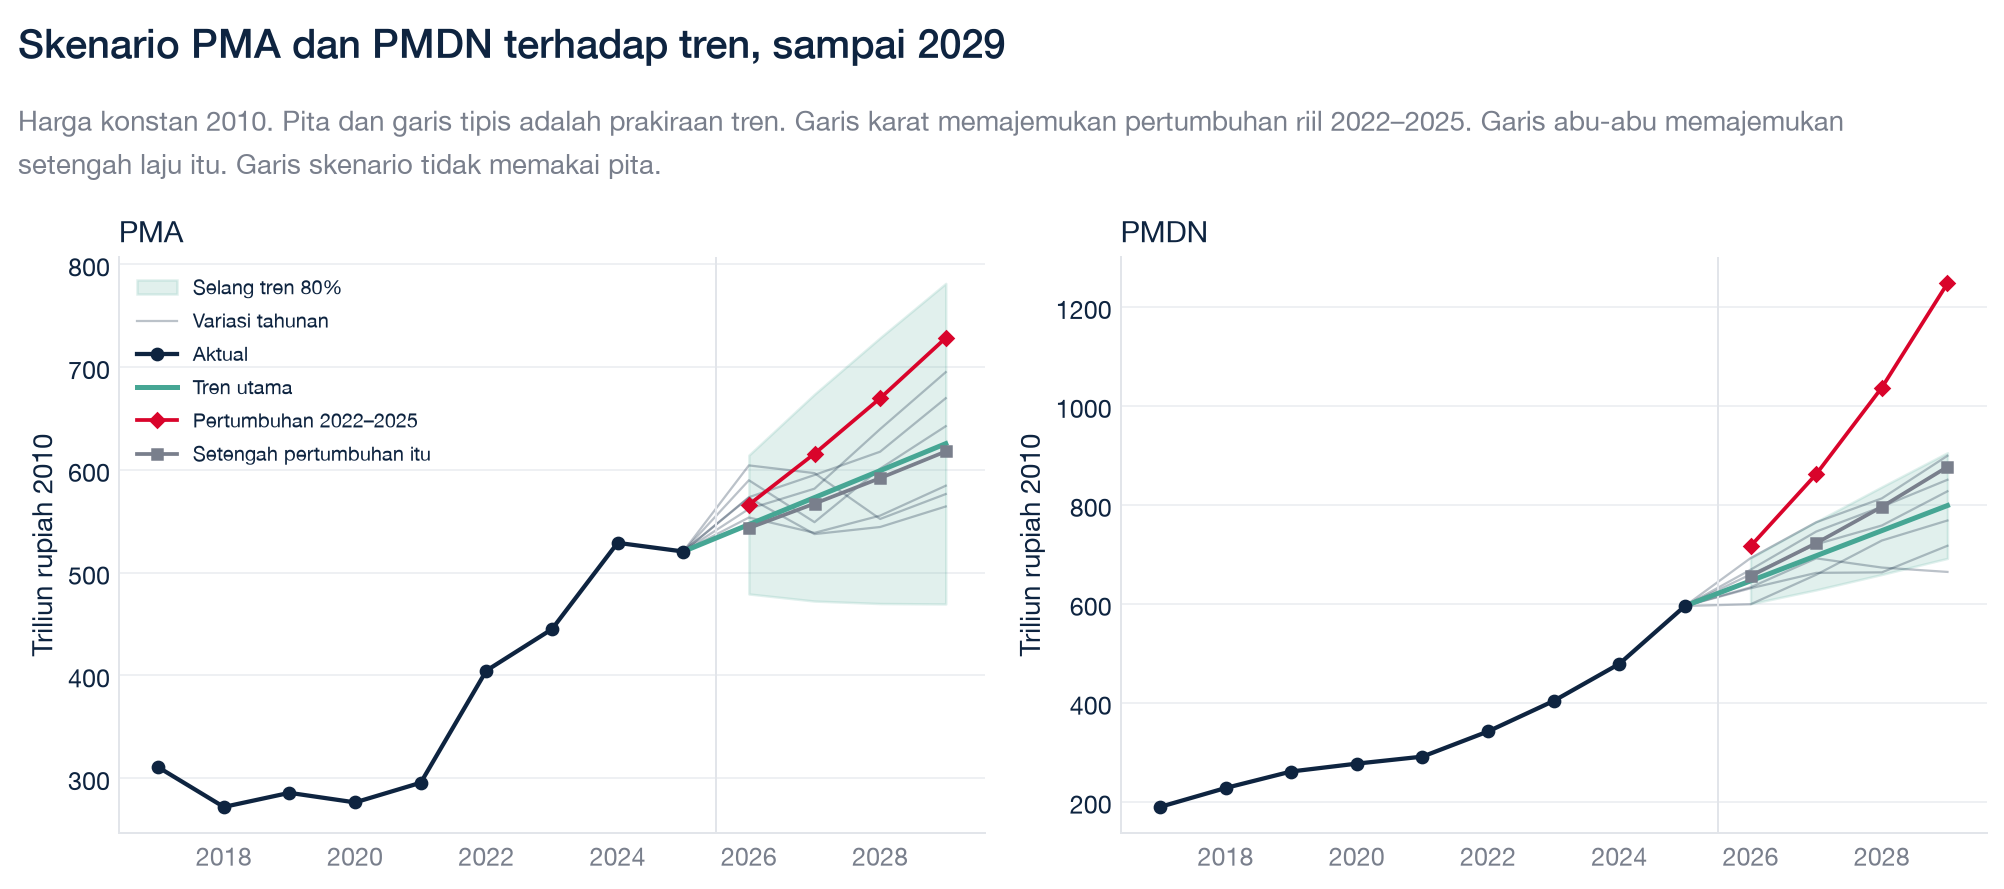 Skenario PMA dan PMDN terhadap tren, sampai 2029
Harga konstan 2010. Pita dan garis tipis adalah prakiraan tren. Garis karat memajemukan pertumbuhan riil 2022–2025. Garis abu-abu memajemukan
setengah laju itu. Garis skenario tidak memakai pita.
PMA
800
700
600
500
400
300
Triliun rupiah 2010
Selang tren 80%
Variasi tahunan
Aktual
Tren utama
Pertumbuhan 2022–2025
Setengah pertumbuhan itu
2018 2020 2022 2024 2026 2028
PMDN
1200
1000
800
600
400
200
Triliun rupiah 2010
2018 2020 2022 2024 2026 2028